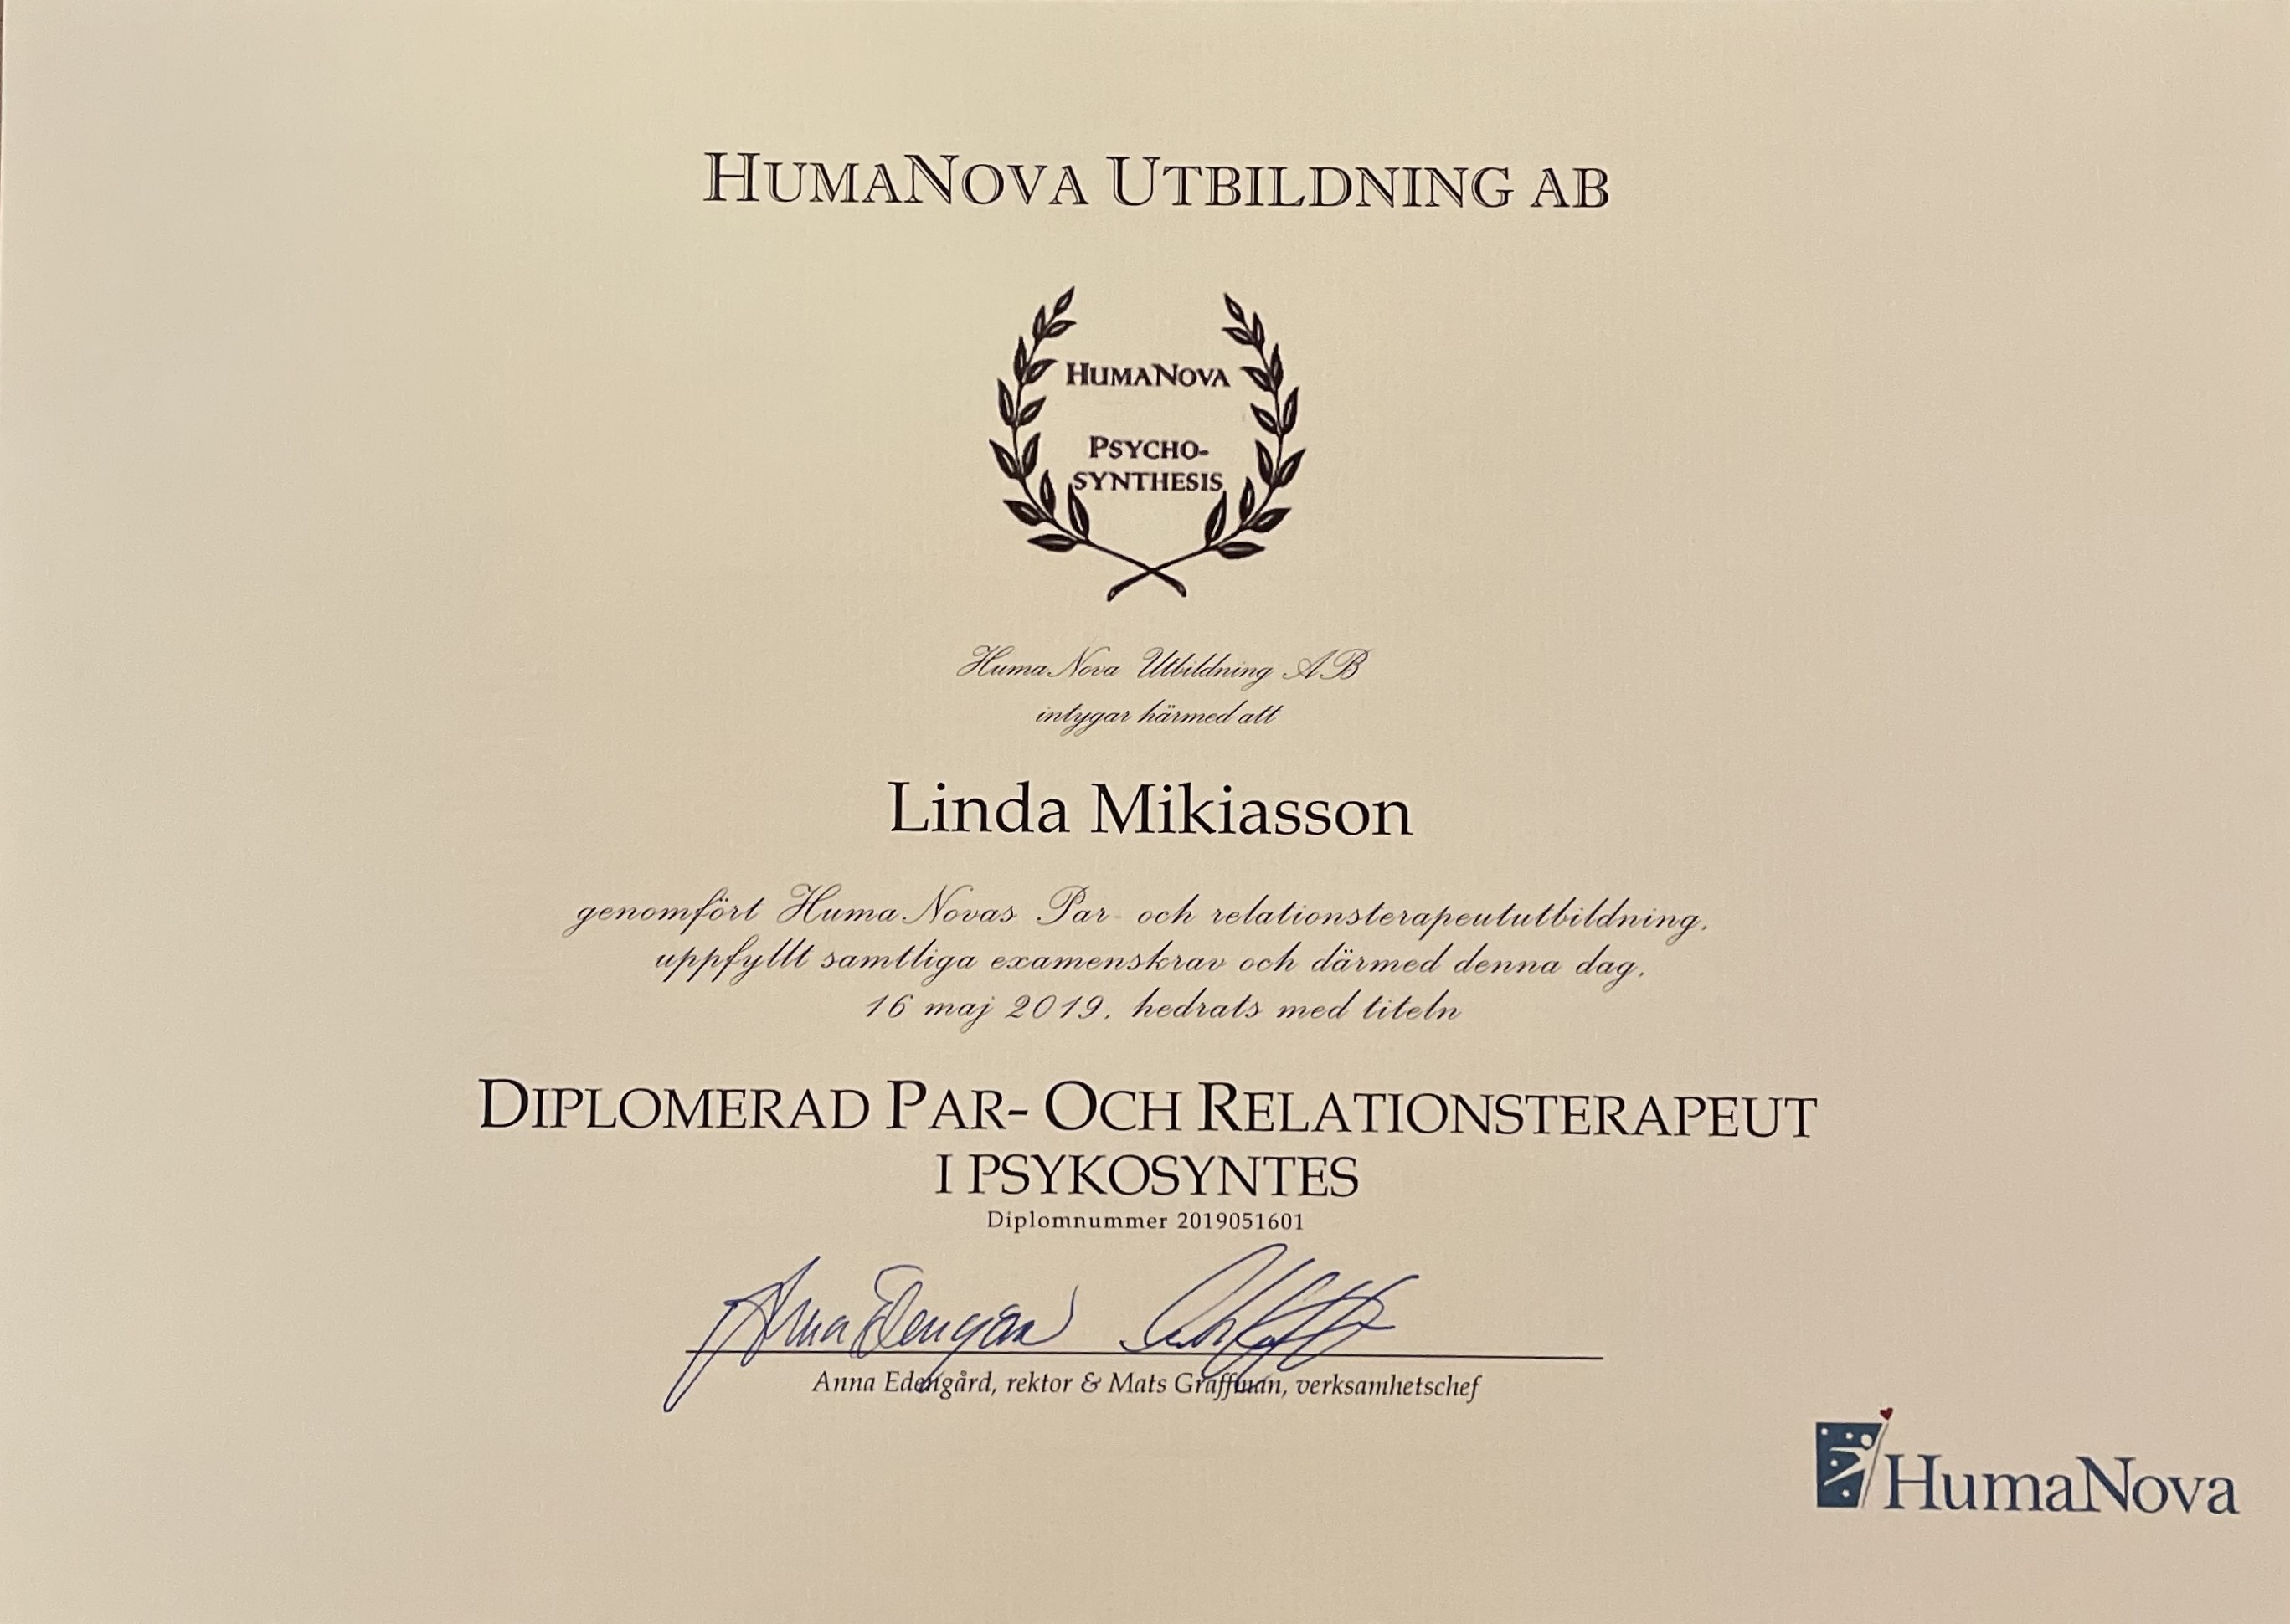 HUMANOVA UTBILDNING AB
HUMANOVA
PSYCHO-
SYNTHESIS
HumaNova Utbildning AB
intygar härmed att
Linda Mikiasson
genomfört HumaNovas Par- och relationsterapeututbildning,
uppfyllt samtliga examenskrav och därmed denna dag,
16 maj 2019, hedrats med titeln
DIPLOMERAD PAR- OCH RELATIONSTERAPEUT
I PSYKOSYNTES
Diplomnummer 2019051601
Anna Edengård
Anna Edengård, rektor & Mats Graffman, verksamhetschef
HumaNova